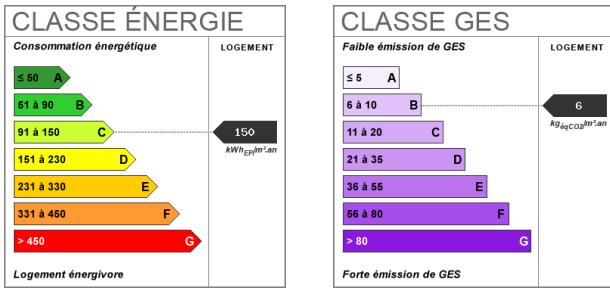 CLASSE ÉNERGIE
Consommation énergétique
LOGEMENT
≤ 50 A
51 à 90 B
91 à 150 C
150
kWhEP/m².an
151 à 230 D
231 à 330 E
331 à 450 F
> 450 G
Logement énergivore
CLASSE GES
Faible émission de GES
LOGEMENT
≤ 5 A
6 à 10 B
6
kgéqCO2/m².an
11 à 20 C
21 à 35 D
36 à 55 E
56 à 80 F
> 80 G
Forte émission de GES